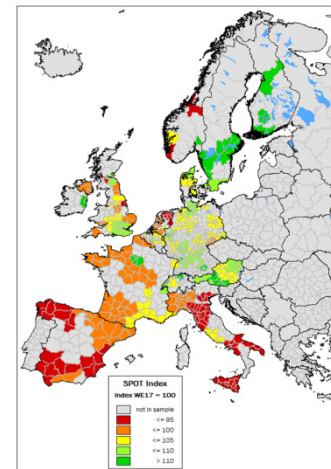 SPOT Index
Index WE17 = 100
not in sample
<= 95
<= 100
<= 105
<= 110
> 110